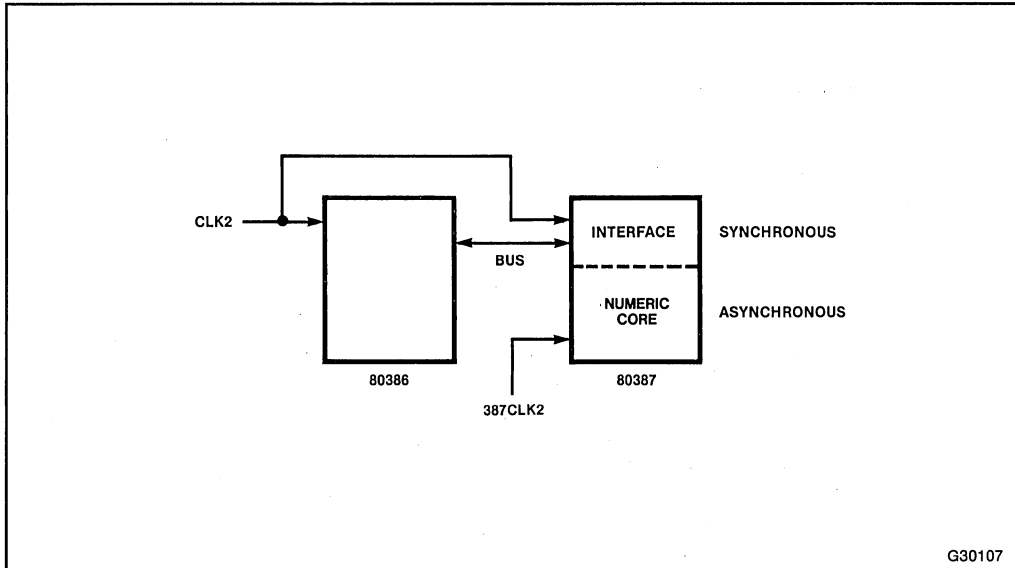 CLK2
INTERFACE
SYNCHRONOUS
BUS
NUMERIC
CORE
ASYNCHRONOUS
80386
80387
387CLK2
G30107